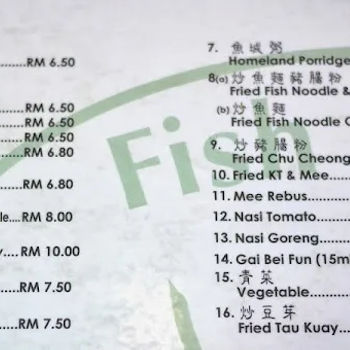 RM 6.50
RM 6.50
RM 6.50
RM 6.50
RM 6.80
RM 6.80
RM 8.00
RM 10.00
RM 7.50
RM 7.50
Fish
7. 魚城粥
Homeland Porridge
8(a) 炒魚麵豬腸粉
Fried Fish Noodle &
(b) 炒魚麵
Fried Fish Noodle
9. 炒豬腸粉
Fried Chu Cheong
10. Fried KT & Mee
11. Mee Rebus
12. Nasi Tomato
13. Nasi Goreng
14. Gai Bei Fun (15m
15. 青菜
Vegetable
16. 炒豆芽
Fried Tau Kuay